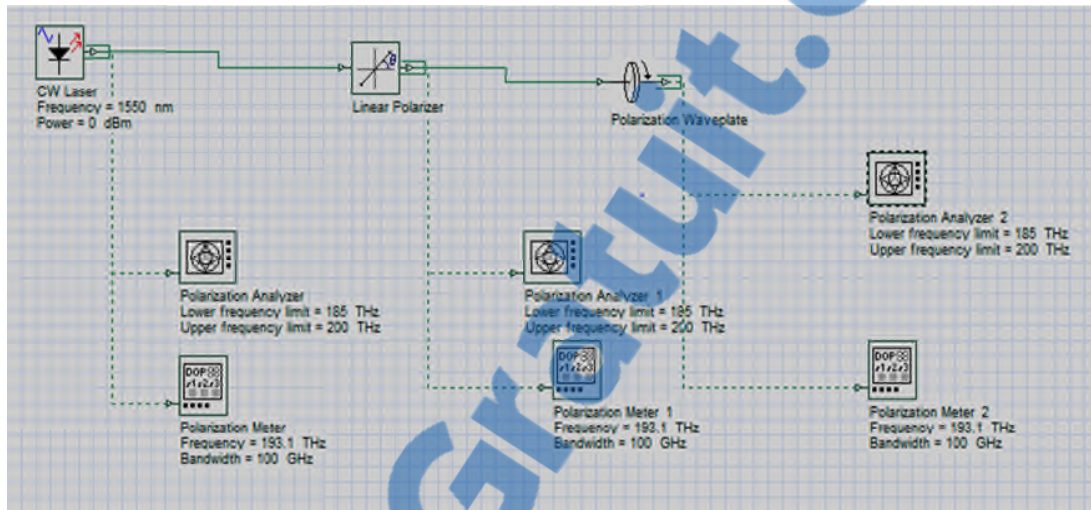 CW Laser
Frequency = 1550 nm
Power = 0 dBm
Linear Polarizer
Polarization Waveplate
Polarization Analyzer 2
Lower frequency limit = 185 THz
Upper frequency limit = 200 THz
Polarization Analyzer
Lower frequency limit = 185 THz
Upper frequency limit = 200 THz
Polarization Analyzer 1
Lower frequency limit = 185 THz
Upper frequency limit = 200 THz
DOP
Polarization Meter
Frequency = 193.1 THz
Bandwidth = 100 GHz
DOP
Polarization Meter 1
Frequency = 193.1 THz
Bandwidth = 100 GHz
DOP
Polarization Meter 2
Frequency = 193.1 THz
Bandwidth = 100 GHz
Gratuit.